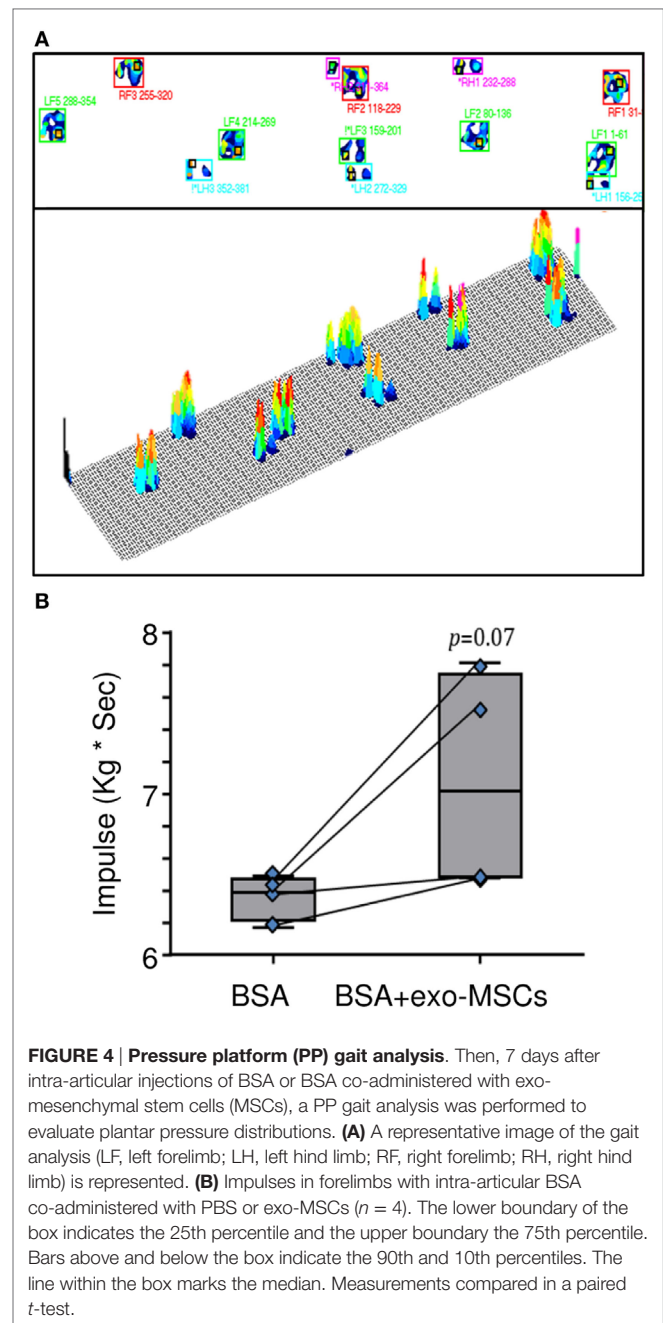 A
RF3 255-320
-364
*RH1 232-288
LF5 288-354
RF2 118-229
LF2 80-136
RF1 31-
LF4 214-269
!*LF3 159-201
LF1 1-61
!*LH3 352-381
*LH2 272-329
*LH1 156-25
B
8
p=0.07
7
6
Impulse (Kg * Sec)
BSA BSA+exo-MSCs
FIGURE 4 | Pressure platform (PP) gait analysis. Then, 7 days after
intra-articular injections of BSA or BSA co-administered with exo-
mesenchymal stem cells (MSCs), a PP gait analysis was performed to
evaluate plantar pressure distributions. (A) A representative image of the gait
analysis (LF, left forelimb; LH, left hind limb; RF, right forelimb; RH, right hind
limb) is represented. (B) Impulses in forelimbs with intra-articular BSA
co-administered with PBS or exo-MSCs (n = 4). The lower boundary of the
box indicates the 25th percentile and the upper boundary the 75th percentile.
Bars above and below the box indicate the 90th and 10th percentiles. The
line within the box marks the median. Measurements compared in a paired
t-test.